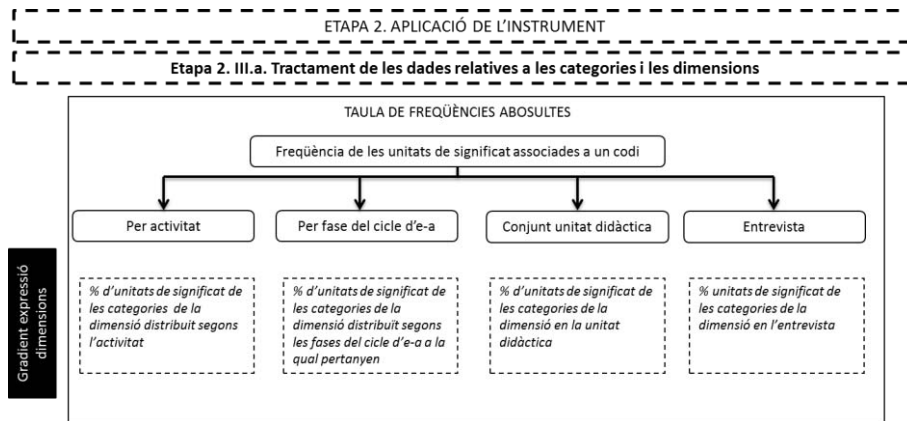 ETAPA 2. APLICACIÓ DE L'INSTRUMENT
Etapa 2. III.a. Tractament de les dades relatives a les categories i les dimensions
TAULA DE FREQÜÈNCIES ABOSULTES
Freqüència de les unitats de significat associades a un codi
Per activitat
Per fase del cicle d'e-a
Conjunt unitat didàctica
Entrevista
Gradient expressió
dimensions
% d'unitats de significat de
les categories de la
dimensió distribuit segons
l'activitat
% d'unitats de significat de
les categories de la
dimensió distribuït segons
les fases del cicle d'e-a a la
qual pertanyen
% d'unitats de significat de
les categories de la
dimensió en la unitat
didàctica
% unitats de significat de
les categories de la
dimensió en l'entrevista